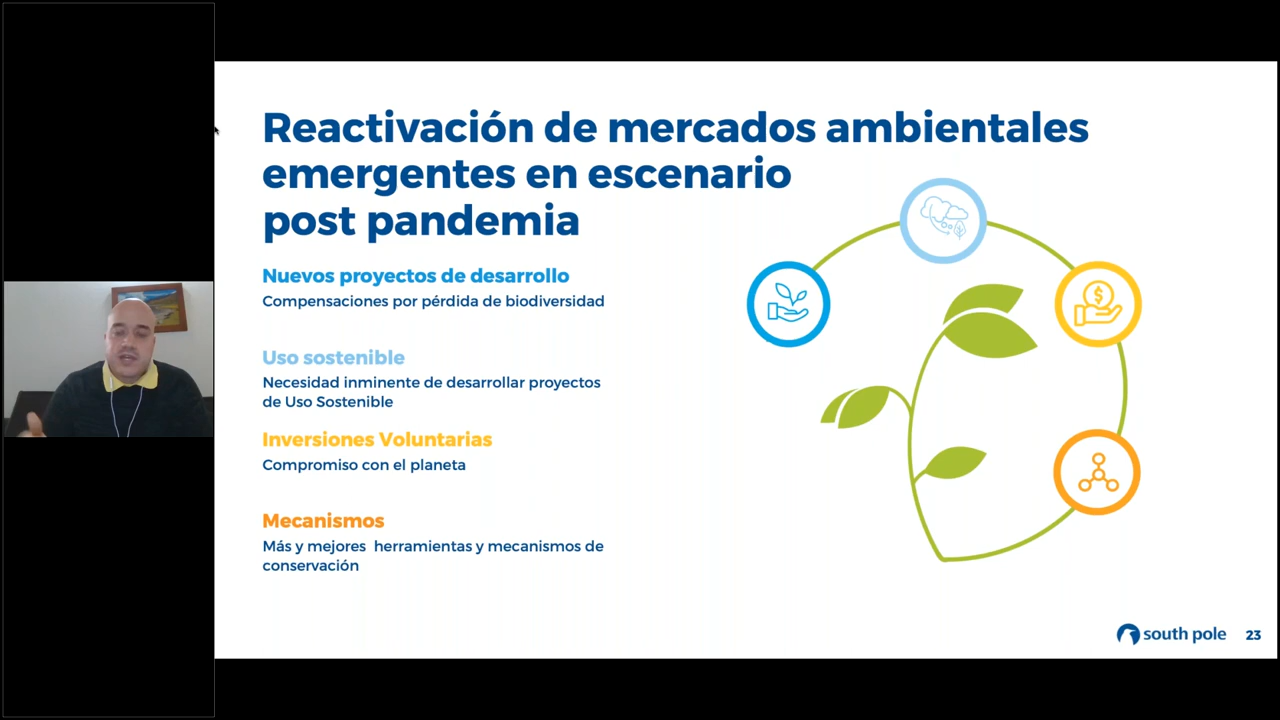 Reactivación de mercados ambientales
emergentes en escenario
post pandemia
Nuevos proyectos de desarrollo
Compensaciones por pérdida de biodiversidad
Uso sostenible
Necesidad inminente de desarrollar proyectos
de Uso Sostenible
Inversiones Voluntarias
Compromiso con el planeta
Mecanismos
Más y mejores herramientas y mecanismos de
conservación
$
south pole 23